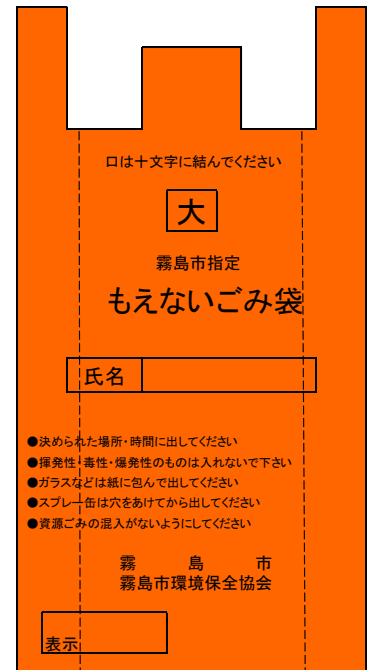 口は十文字に結んでください
大
霧島市指定
もえないごみ袋
氏名
●決められた場所・時間に出してください
●揮発性・毒性・爆発性のものは入れないで下さい
●ガラスなどは紙に包んで出してください
●スプレー缶は穴をあけてから出してください
●資源ごみの混入がないようにしてください
霧　島　市
霧島市環境保全協会
表示